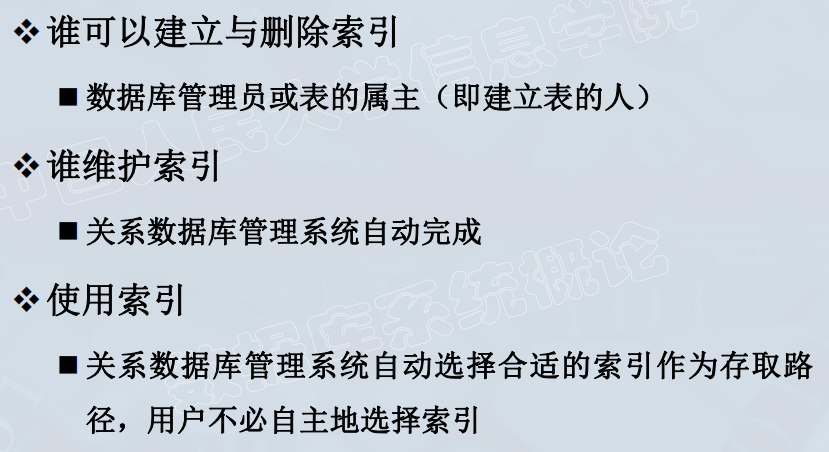 ❖谁可以建立与删除索引
■ 数据库管理员或表的属主（即建立表的人）
❖谁维护索引
■ 关系数据库管理系统自动完成
❖使用索引
■ 关系数据库管理系统自动选择合适的索引作为存取路
径，用户不必自主地选择索引
中国人民大学信息学院
数据库系统概论